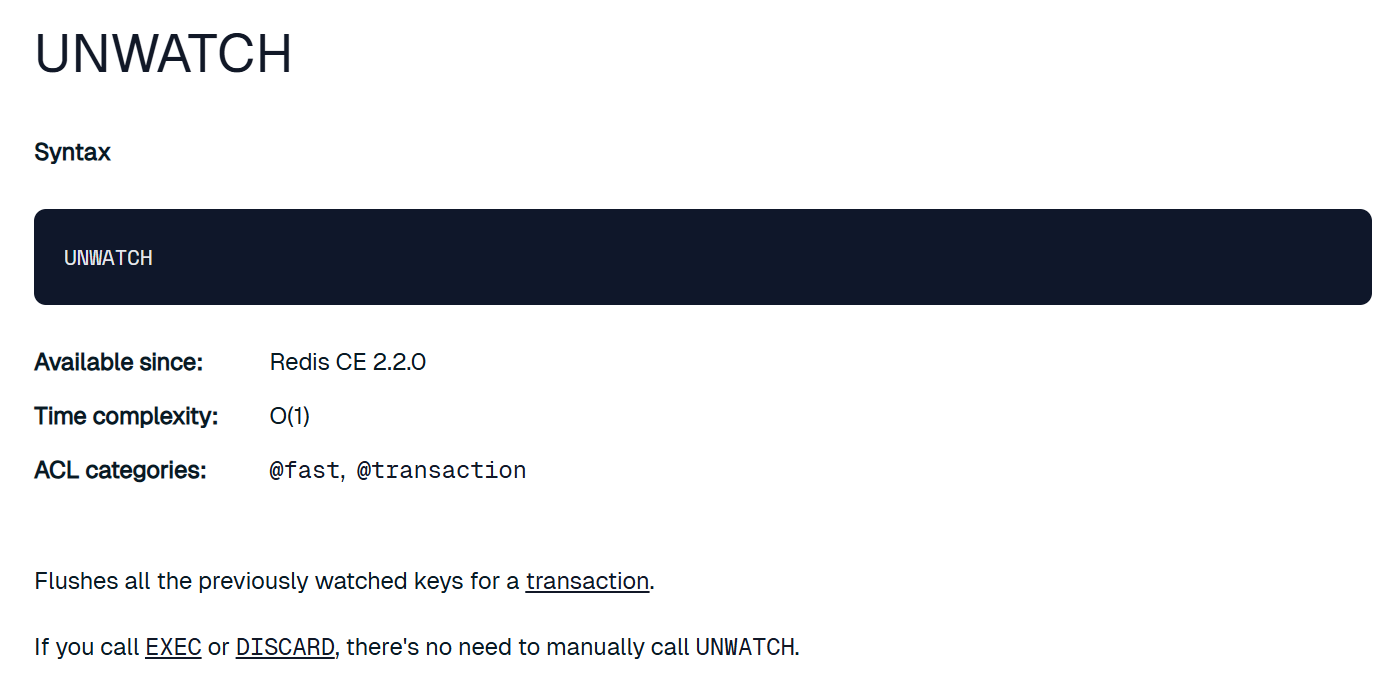 UNWATCH
Syntax
UNWATCH
Available since: Redis CE 2.2.0
Time complexity: O(1)
ACL categories: @fast, @transaction
Flushes all the previously watched keys for a transaction.
If you call EXEC or DISCARD, there's no need to manually call UNWATCH.